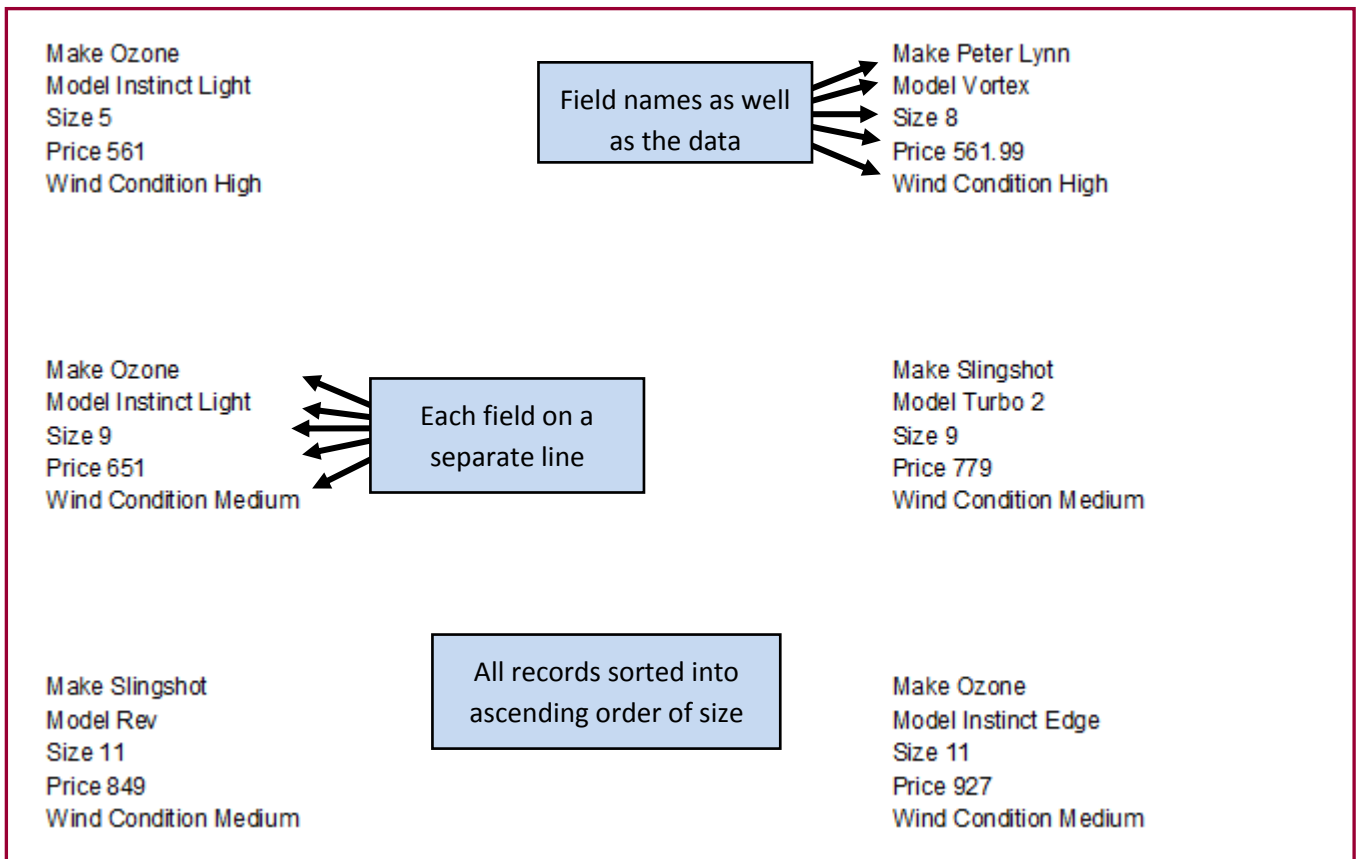 Make Ozone
Model Instinct Light
Size 5
Price 561
Wind Condition High
Field names as well
as the data
Make Peter Lynn
Model Vortex
Size 8
Price 561.99
Wind Condition High
Make Ozone
Model Instinct Light
Size 9
Price 651
Wind Condition Medium
Each field on a
separate line
Make Slingshot
Model Turbo 2
Size 9
Price 779
Wind Condition Medium
Make Slingshot
Model Rev
Size 11
Price 849
Wind Condition Medium
All records sorted into
ascending order of size
Make Ozone
Model Instinct Edge
Size 11
Price 927
Wind Condition Medium